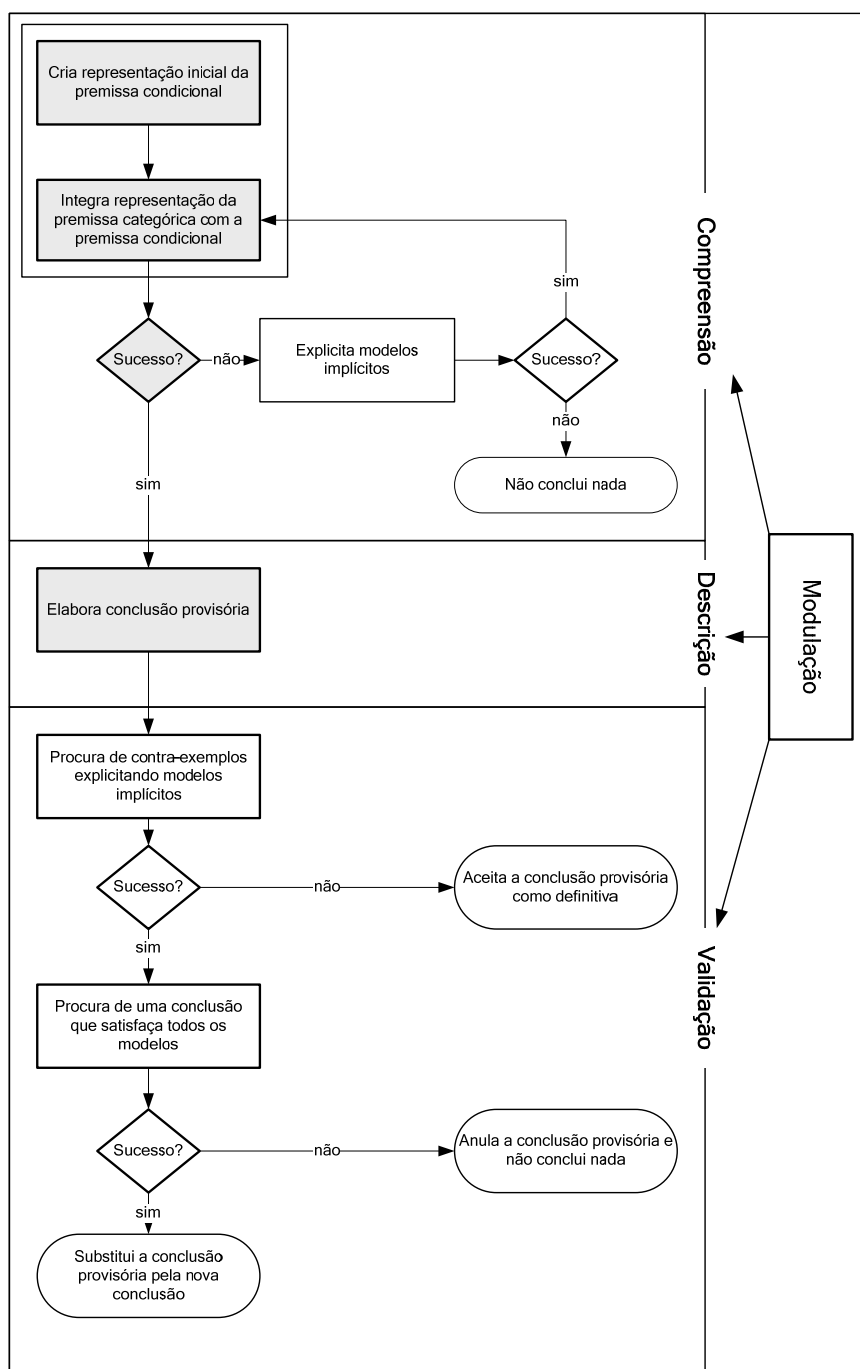 Cria representação inicial da
premissa condicional
Integra representação da
premissa categórica com a
premissa condicional
sim
Sucesso?
não
Explicita modelos
implícitos
Sucesso?
não
Não conclui nada
sim
Compreensão
Elabora conclusão provisória
Descrição
Modulação
Procura de contra-exemplos
explicitando modelos
implícitos
Sucesso?
não
Aceita a conclusão provisória
como definitiva
sim
Procura de uma conclusão
que satisfaça todos os
modelos
Validação
Sucesso?
não
Anula a conclusão provisória e
não conclui nada
sim
Substitui a conclusão
provisória pela nova
conclusão